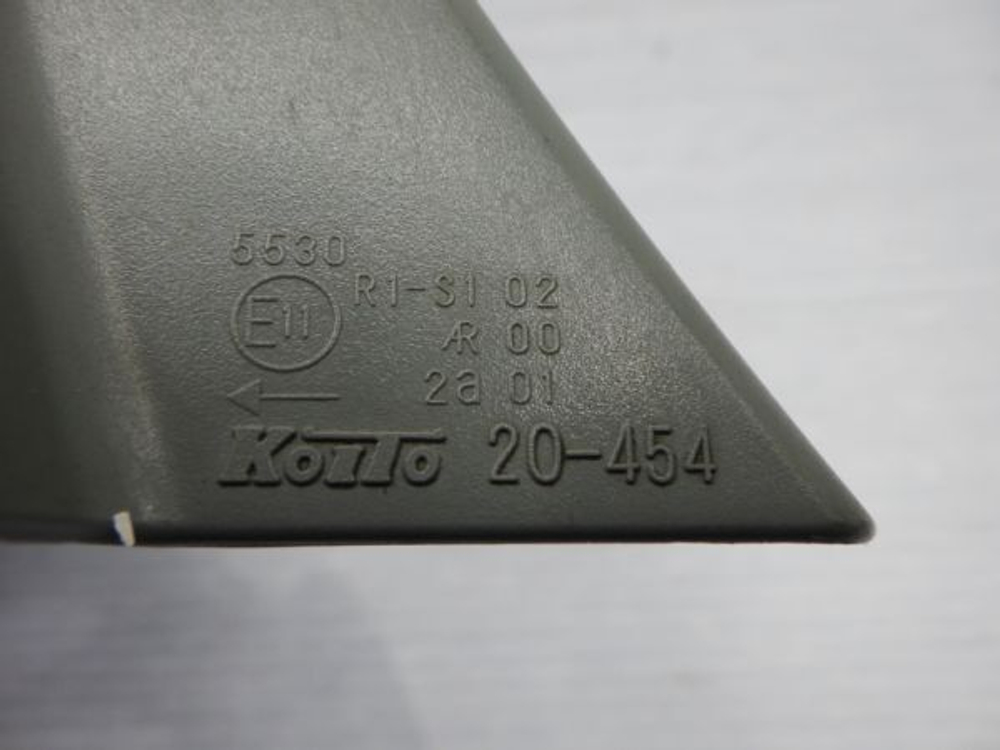 5530
E11 R1-S1 02
AR 00
2a 01
KOITO 20-454